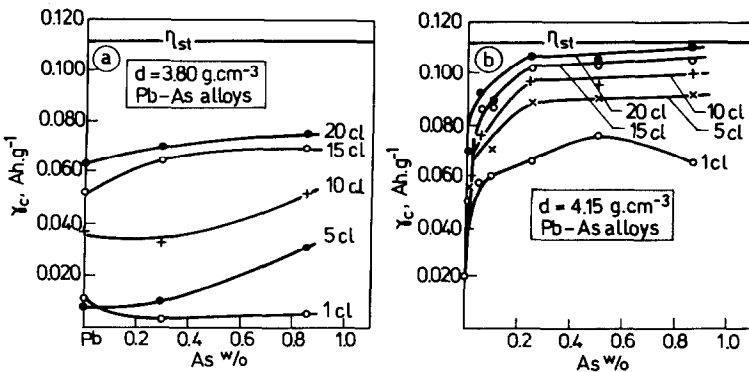 0.120
0.100
0.080
0.060
0.040
0.020
γc, Ah.g⁻¹
ηst
a
d = 3.80 g.cm⁻³
Pb-As alloys
20 cl
15 cl
10 cl
5 cl
1 cl
Pb 0.2 0.4 0.6 0.8 1.0
As w/o
0.120
0.100
0.080
0.060
0.040
0.020
γc, Ah.g⁻¹
ηst
b
20 cl
15 cl
10 cl
5 cl
1 cl
d = 4.15 g.cm⁻³
Pb-As alloys
0.2 0.4 0.6 0.8 1.0
As w/o